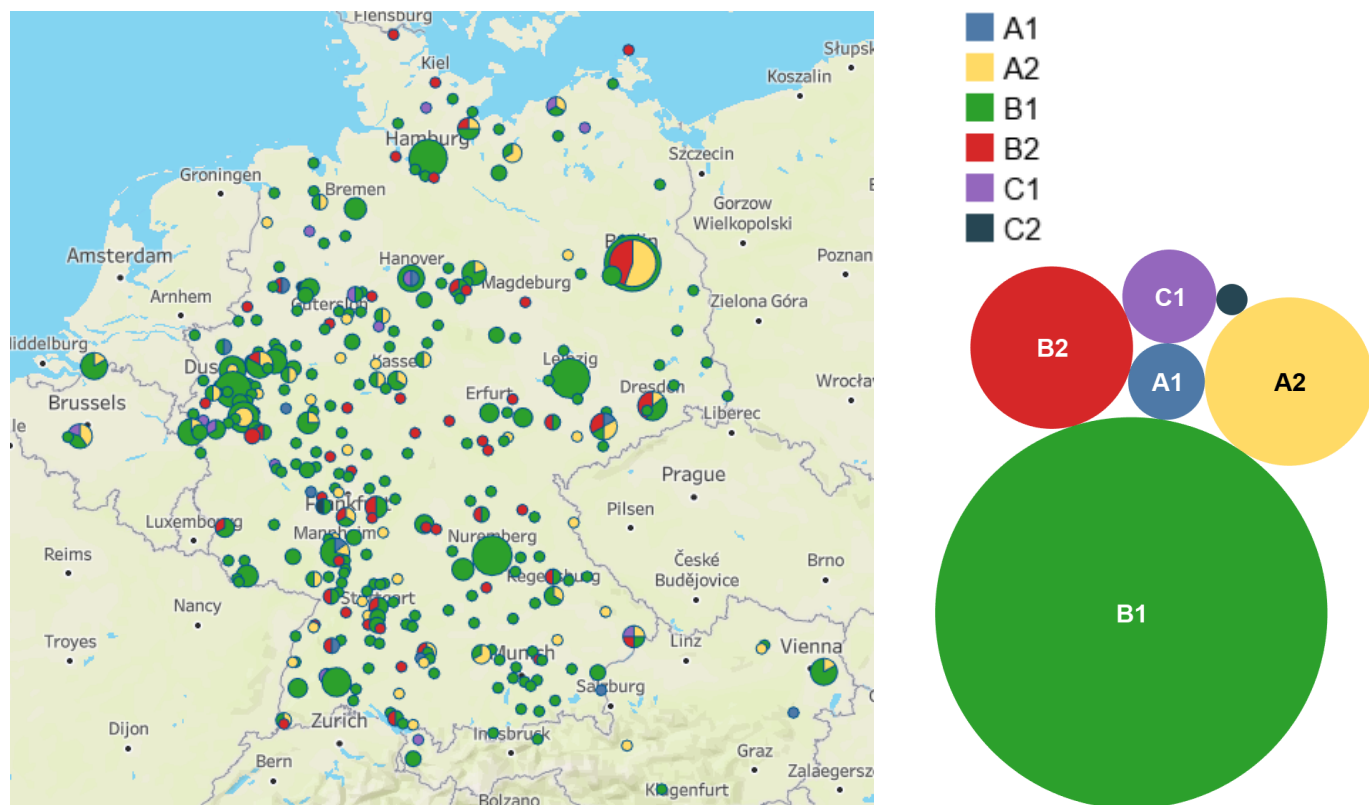 Flensburg
Kiel
Słupsk
Koszalin
Hamburg
Szczecin
Groningen
Bremen
Gorzow
Wielkopolski
Amsterdam
Hanover
Poznan
Arnhem
Magdeburg
Zielona Góra
Middelburg
Kassel
Leipzig
Brussels
Erfurt
Dresden
Wrocław
Liberec
Prague
Frankfurt
Pilsen
Luxembourg
Mannheim
Nuremberg
Reims
České
Budějovice
Brno
Regensburg
Nancy
Stuttgart
Troyes
Munich
Linz
Vienna
Salzburg
Zurich
Dijon
Innsbruck
Bern
Graz
Zalaegersz
Klagenfurt
Bolzano
A1
A2
B1
B2
C1
C2
C1
B2
A1
A2
B1